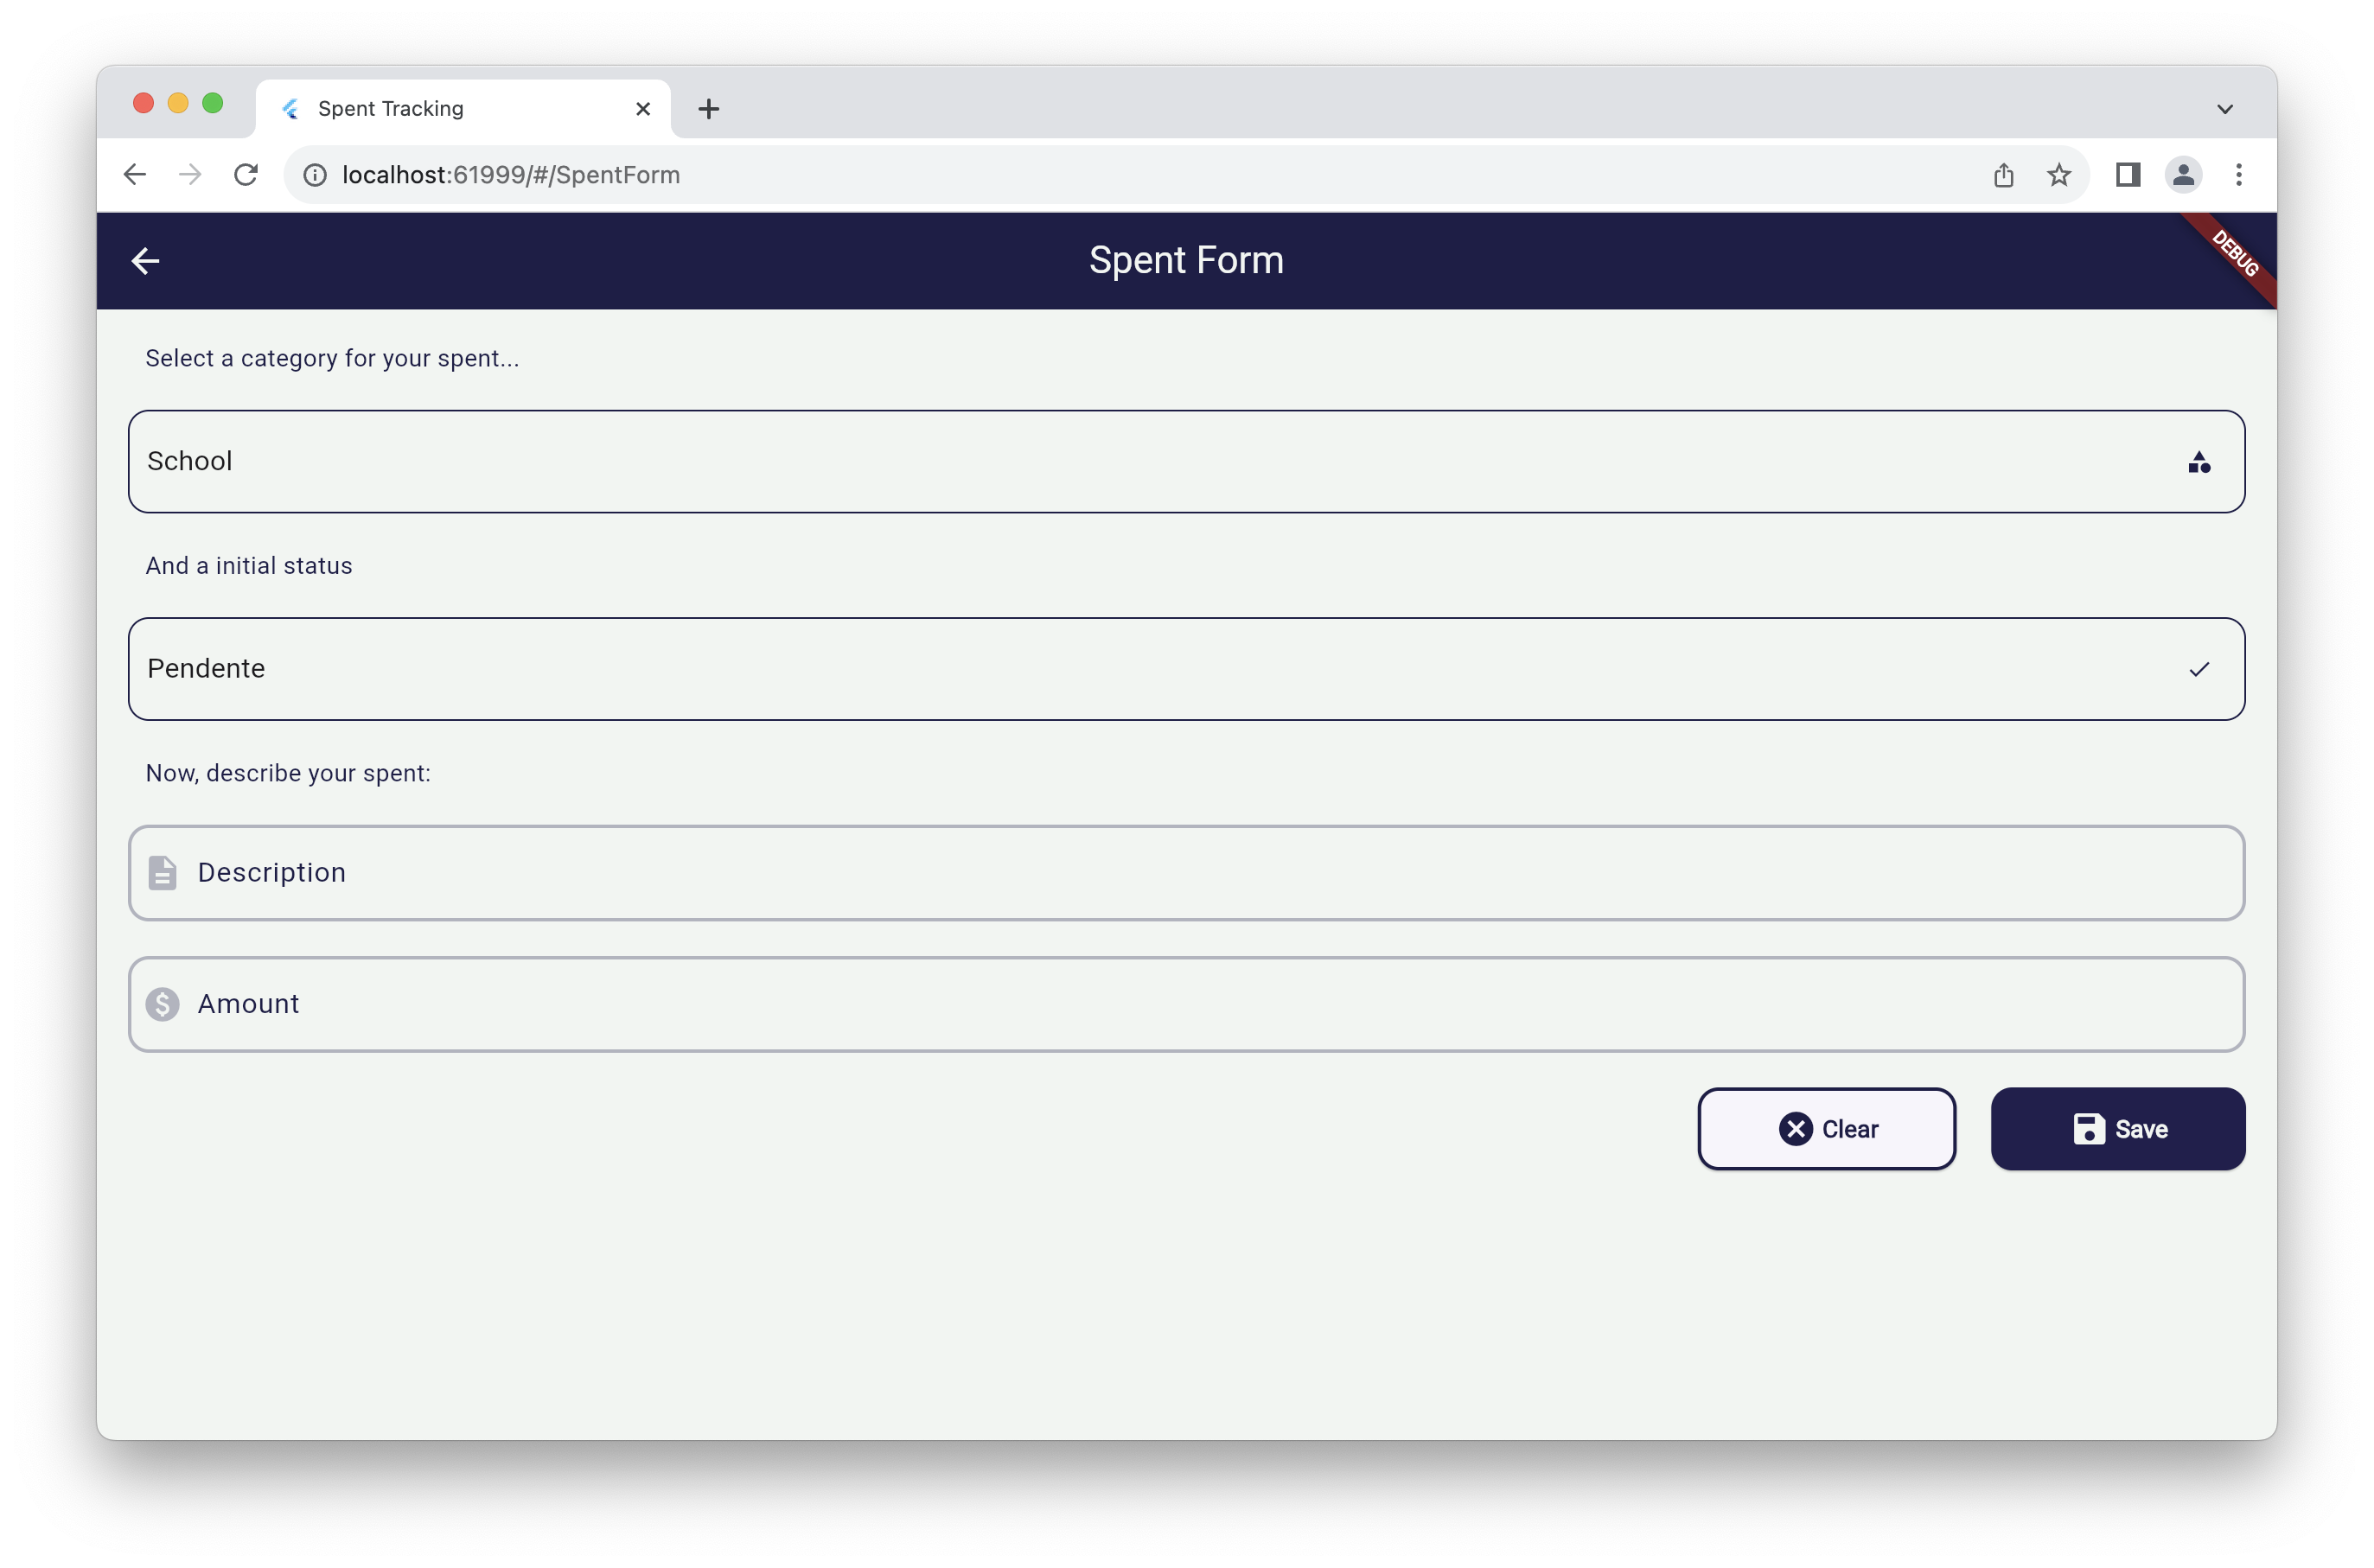 Spent Tracking
localhost:61999/#/SpentForm
Spent Form
DEBUG
Select a category for your spent...
School
And a initial status
Pendente
Now, describe your spent:
Description
Amount
Clear
Save